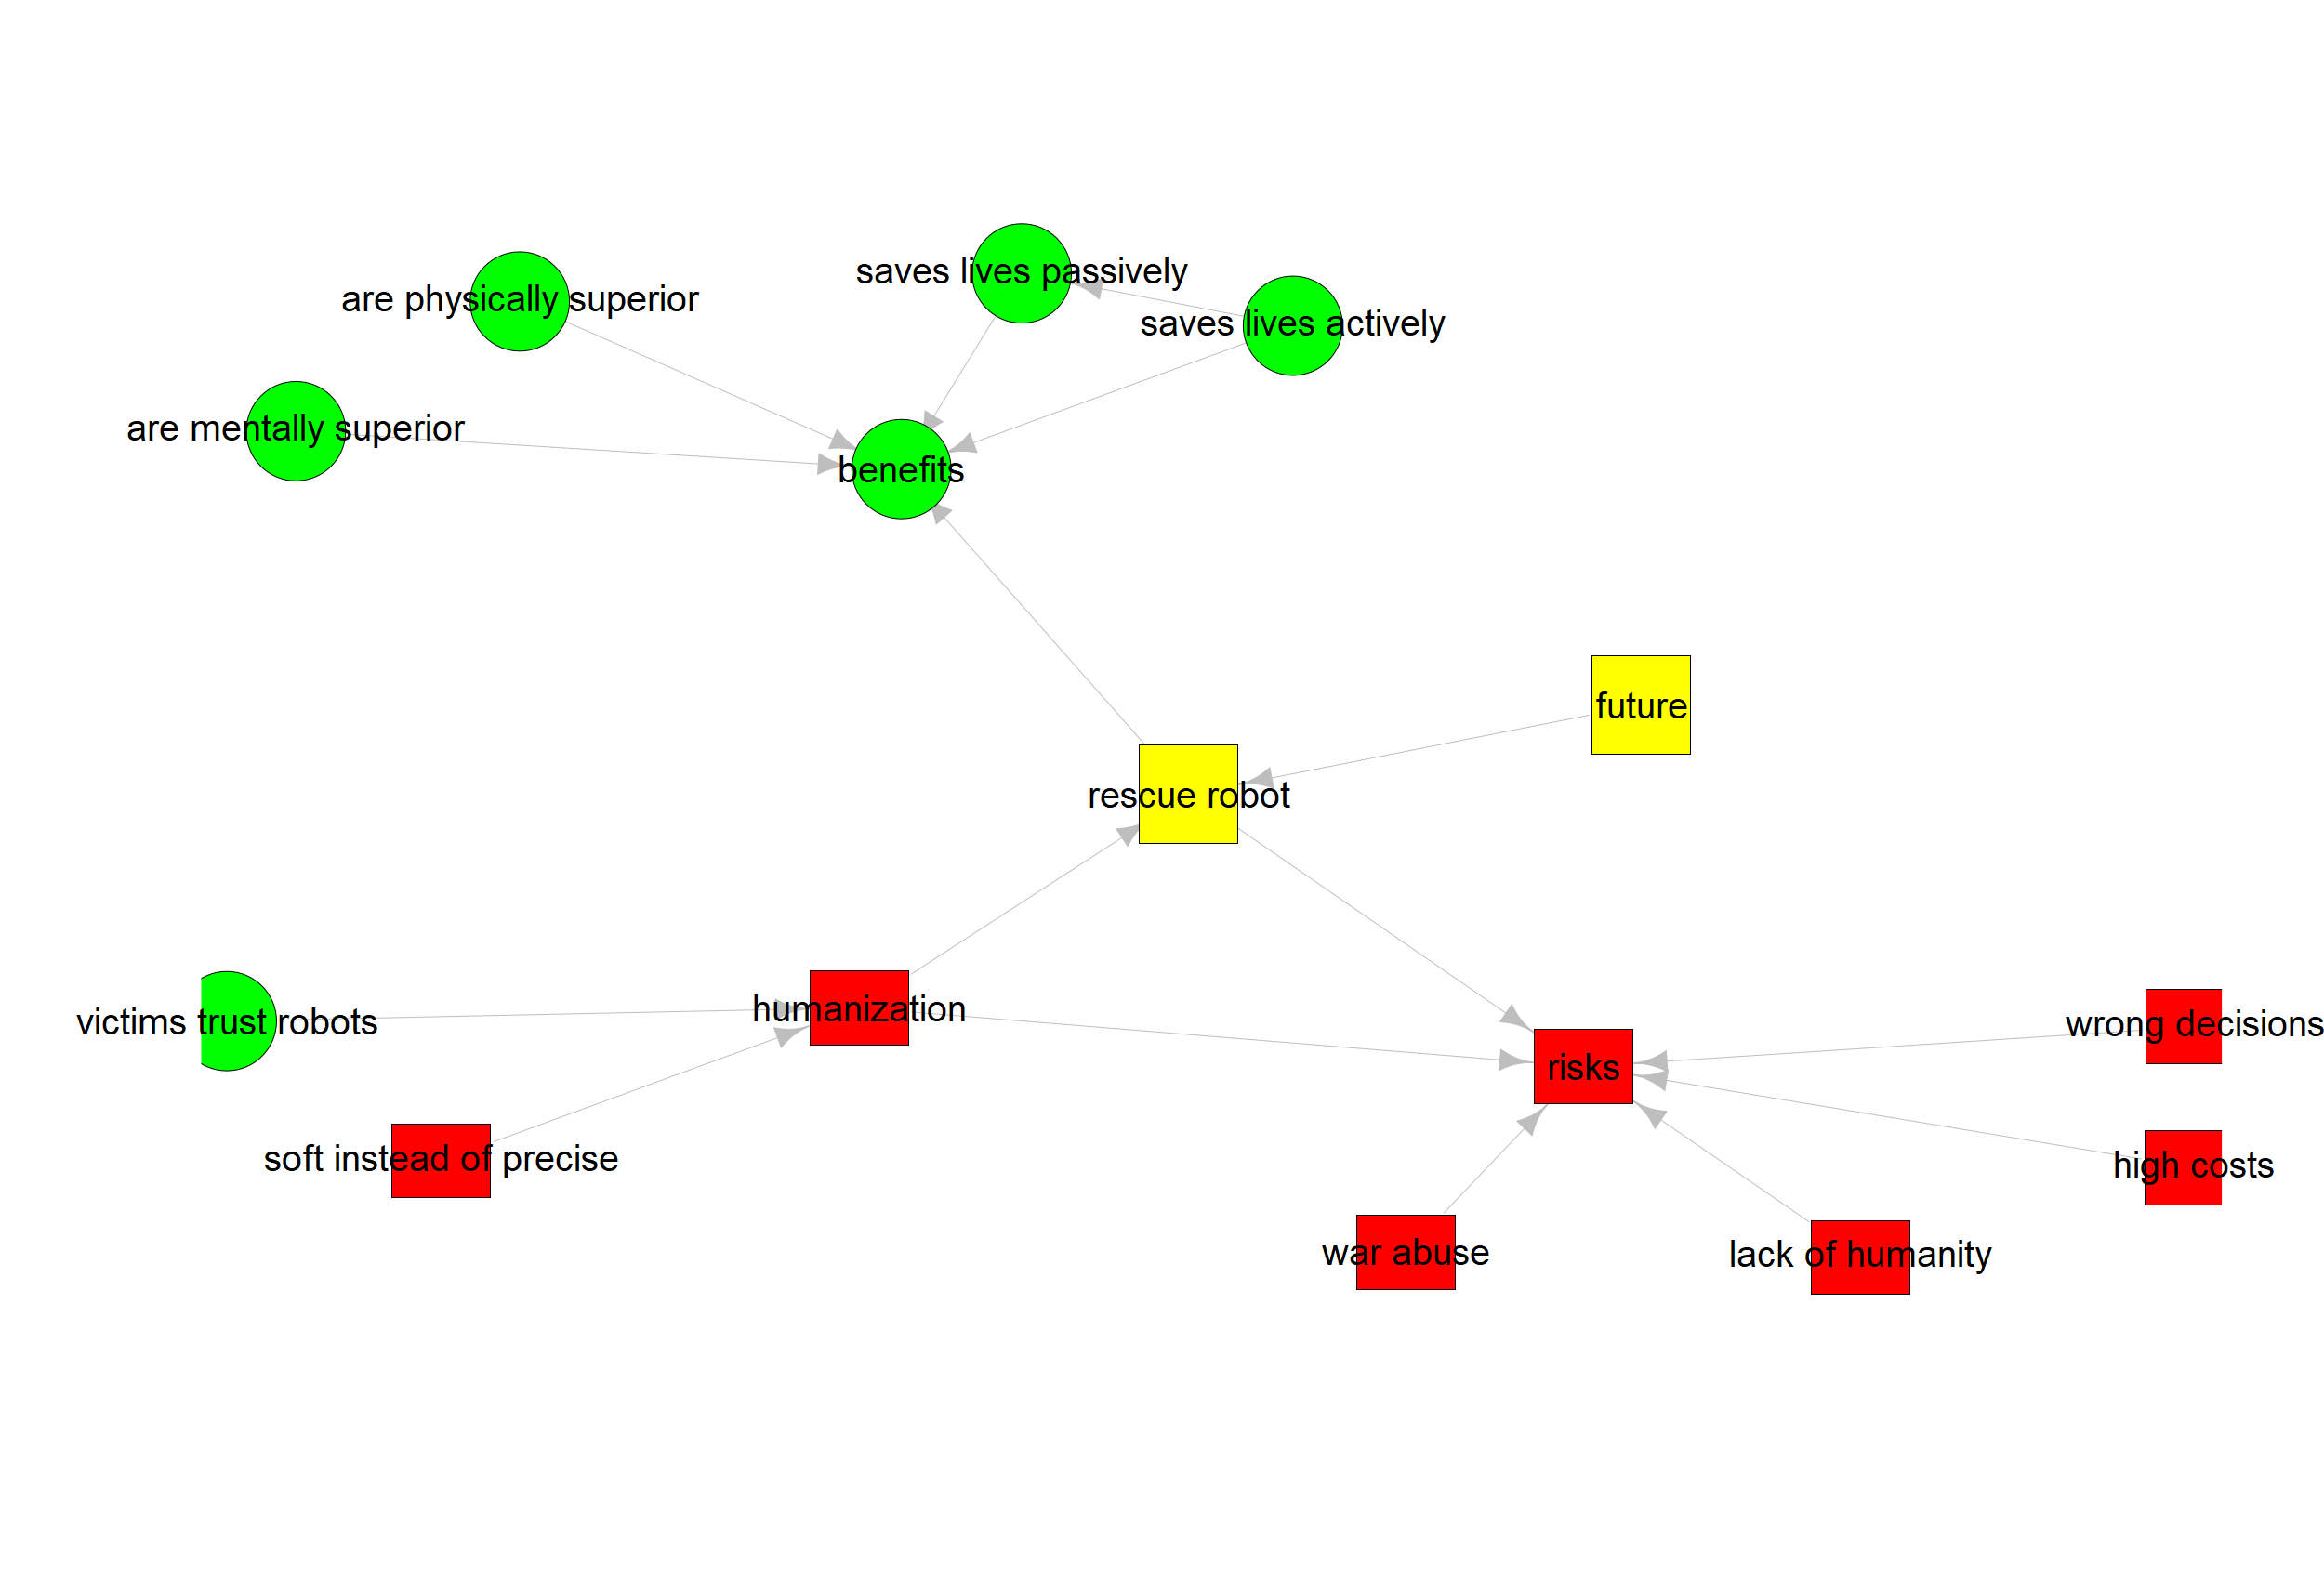 saves lives passively
are physically superior
saves lives actively
are mentally superior
benefits
future
rescue robot
humanization
victims trust robots
wrong decisions
risks
soft instead of precise
high costs
war abuse
lack of humanity